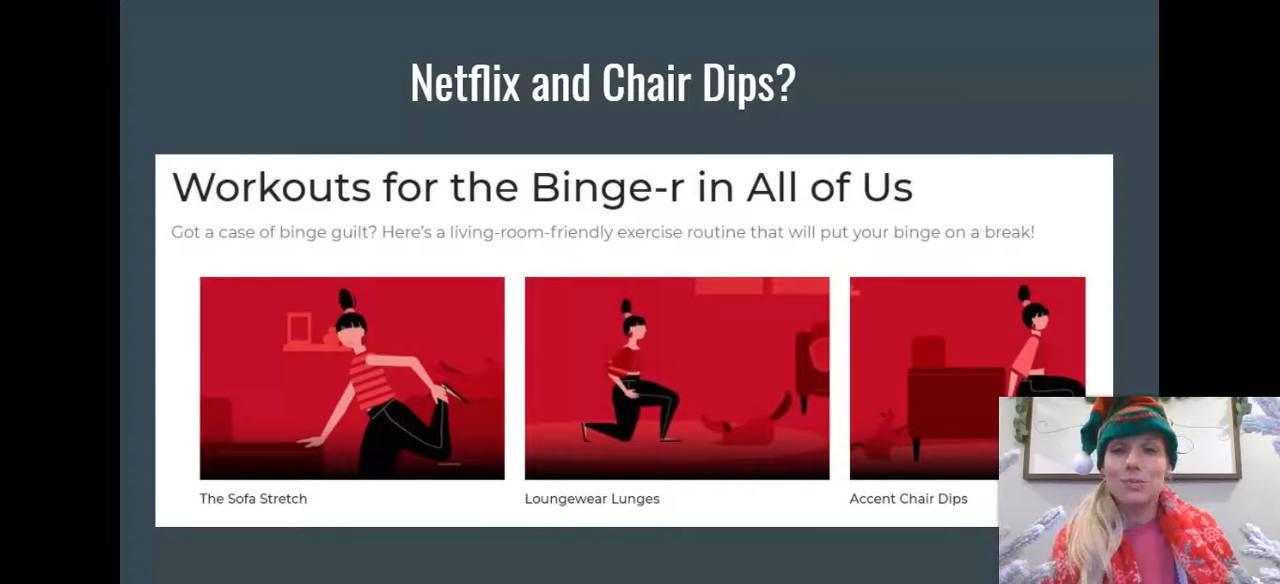 Netflix and Chair Dips?
Workouts for the Binge-r in All of Us
Got a case of binge guilt? Here's a living-room-friendly exercise routine that will put your binge on a break!
The Sofa Stretch
Loungewear Lunges
Accent Chair Dips